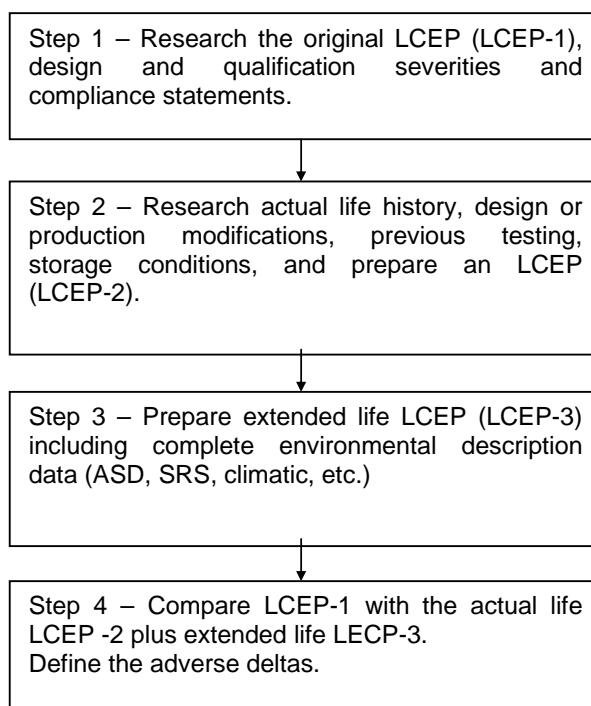 Step 1 – Research the original LCEP (LCEP-1),
design and qualification severities and
compliance statements.
Step 2 – Research actual life history, design or
production modifications, previous testing,
storage conditions, and prepare an LCEP
(LCEP-2).
Step 3 – Prepare extended life LCEP (LCEP-3)
including complete environmental description
data (ASD, SRS, climatic, etc.)
Step 4 – Compare LCEP-1 with the actual life
LCEP -2 plus extended life LECP-3.
Define the adverse deltas.